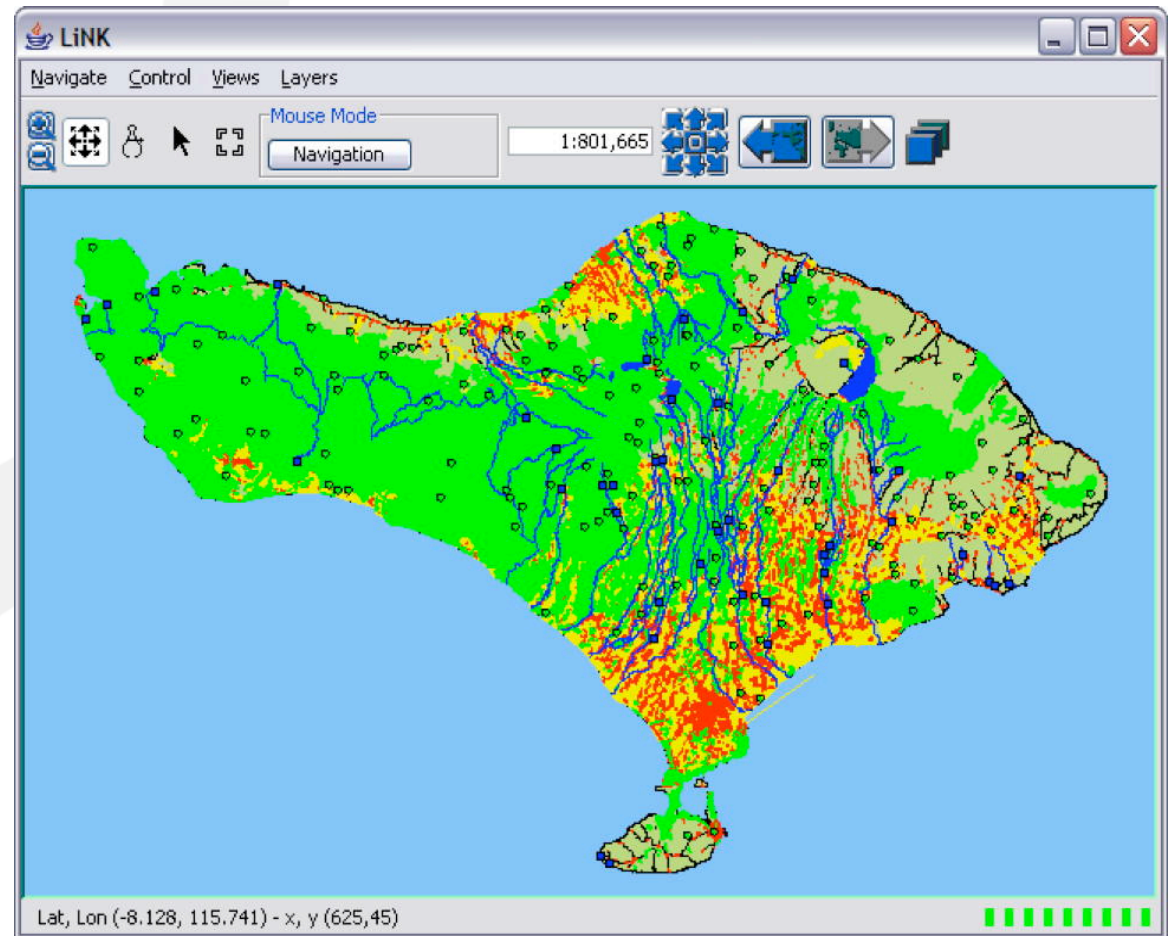 LiNK
Navigate Control Views Layers
Mouse Mode
Navigation
1:801,665
Lat, Lon (-8.128, 115.741) - x, y (625,45)